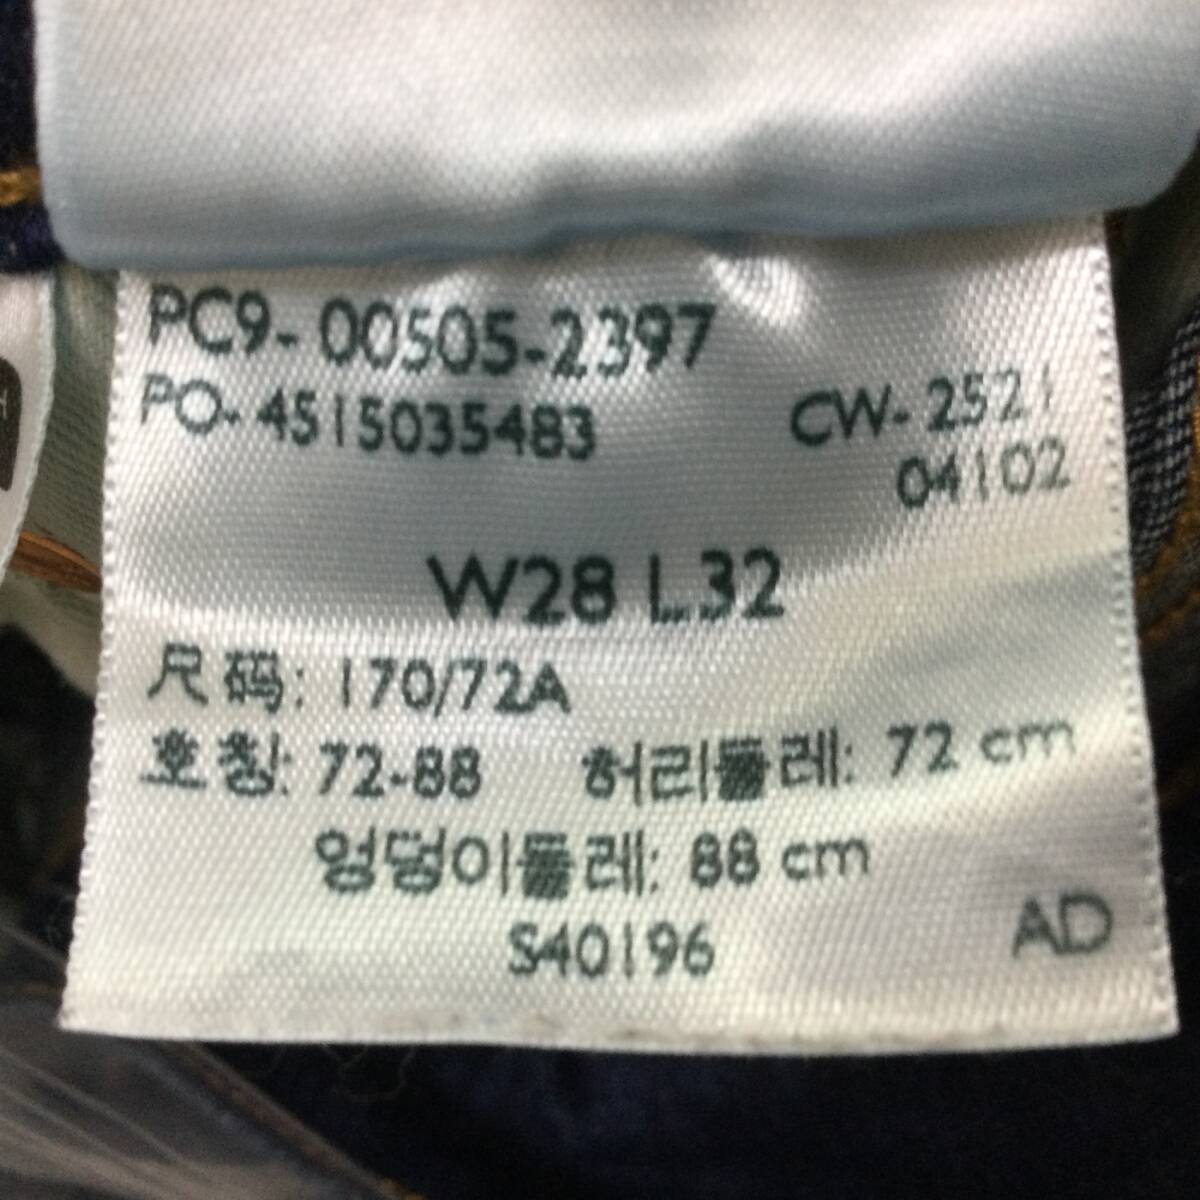 PC9-00505-2397
PO-4515035483 CW-2521
04102
W28 L32
尺码: 170/72A
호칭: 72-88 허리둘레: 72 cm
엉덩이둘레: 88 cm
S40196 AD